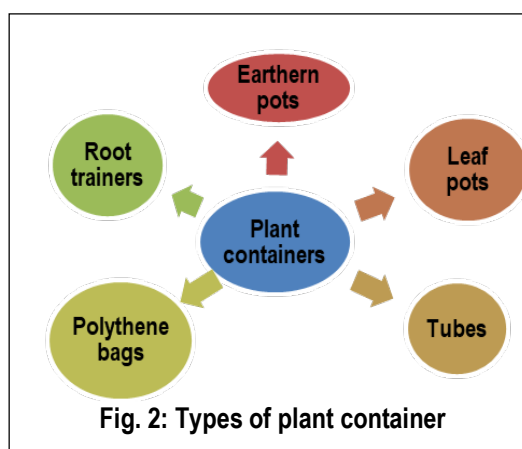 Earthern
pots
Root
trainers
Leaf
pots
Plant
containers
Polythene
bags
Tubes
Fig. 2: Types of plant container